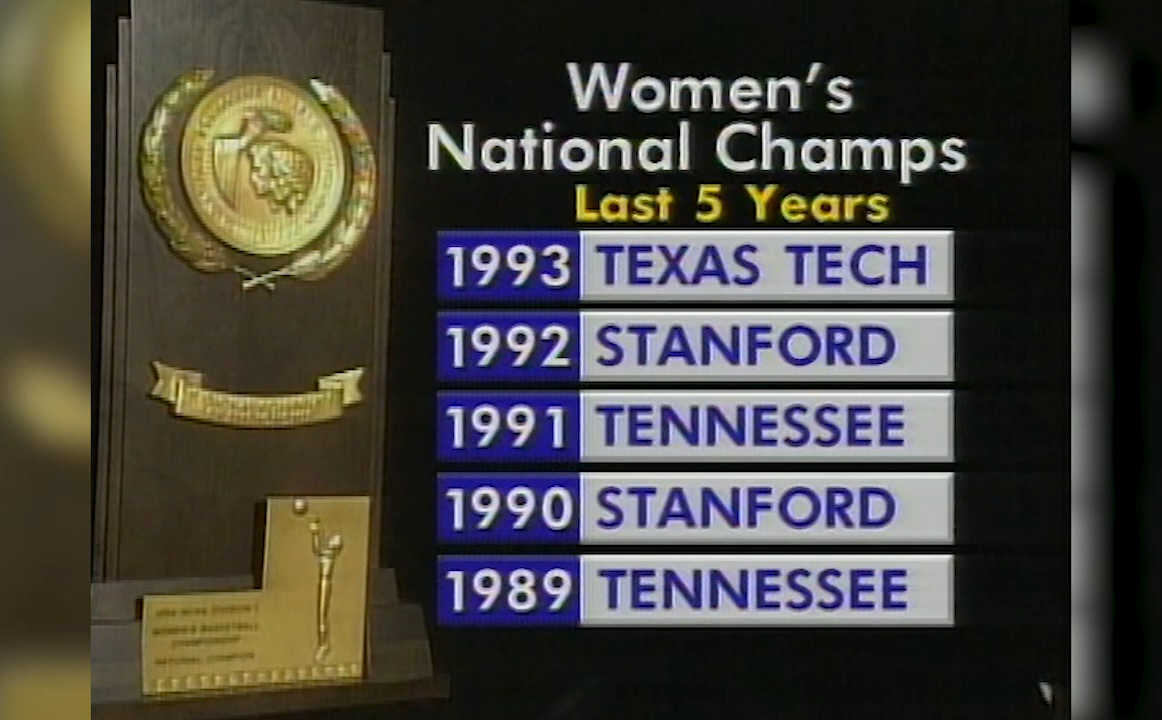 Women's
National Champs
Last 5 Years
1993 TEXAS TECH
1992 STANFORD
1991 TENNESSEE
1990 STANFORD
1989 TENNESSEE